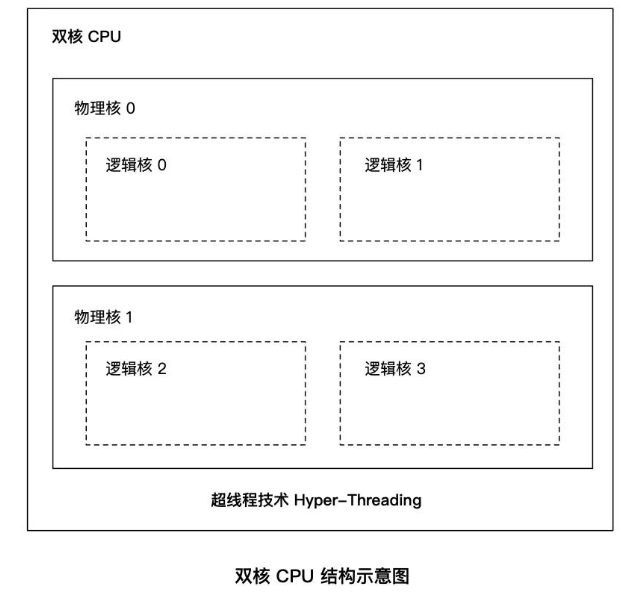 双核 CPU
物理核 0
逻辑核 0
逻辑核 1
物理核 1
逻辑核 2
逻辑核 3
超线程技术 Hyper-Threading
双核 CPU 结构示意图